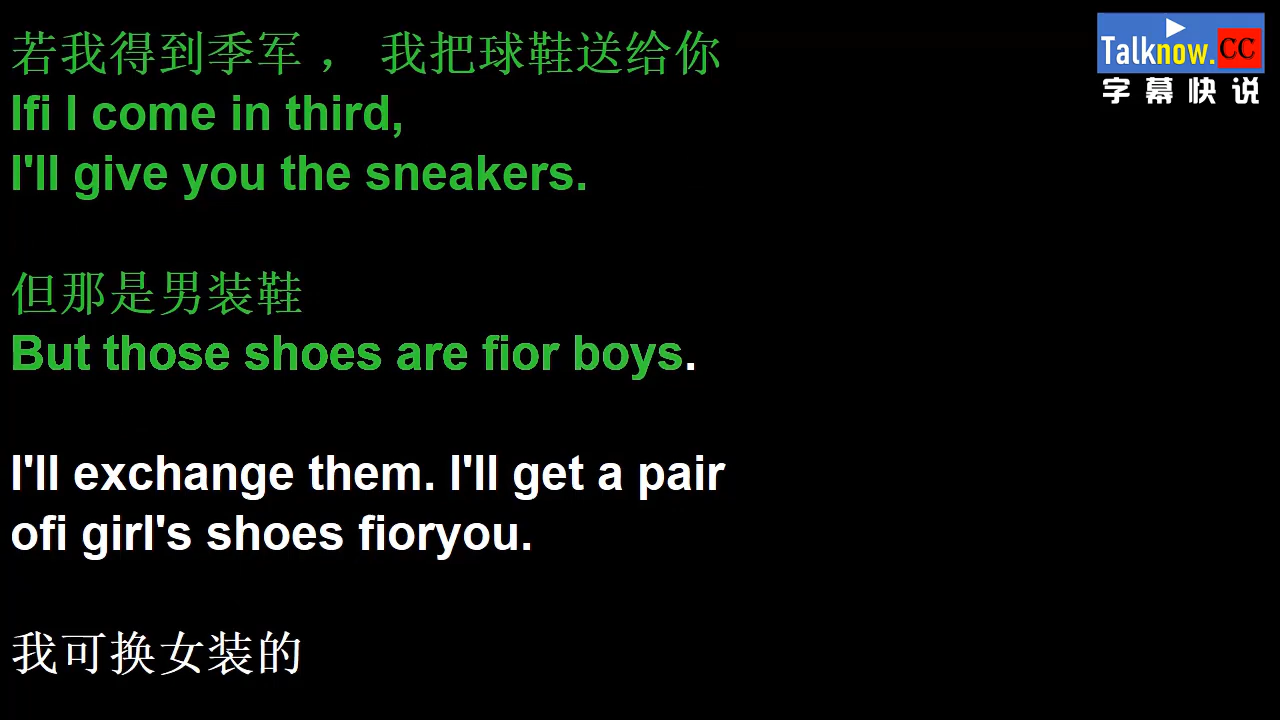 若我得到季军， 我把球鞋送给你
Ifi I come in third,
I'll give you the sneakers.
但那是男装鞋
But those shoes are fior boys.
I'll exchange them. I'll get a pair
ofi girl's shoes fioryou.
我可换女装的
Talknow.CC
字幕快说